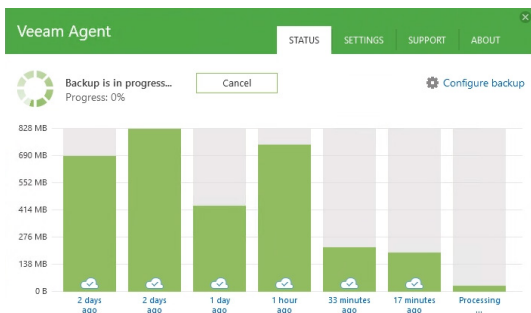 Veeam Agent
STATUS SETTINGS SUPPORT ABOUT
Backup is in progress... Cancel Configure backup
Progress: 0%
828 MB
690 MB
552 MB
414 MB
276 MB
138 MB
0 B
2 days ago
2 days ago
1 day ago
1 hour ago
33 minutes ago
17 minutes ago
Processing ...